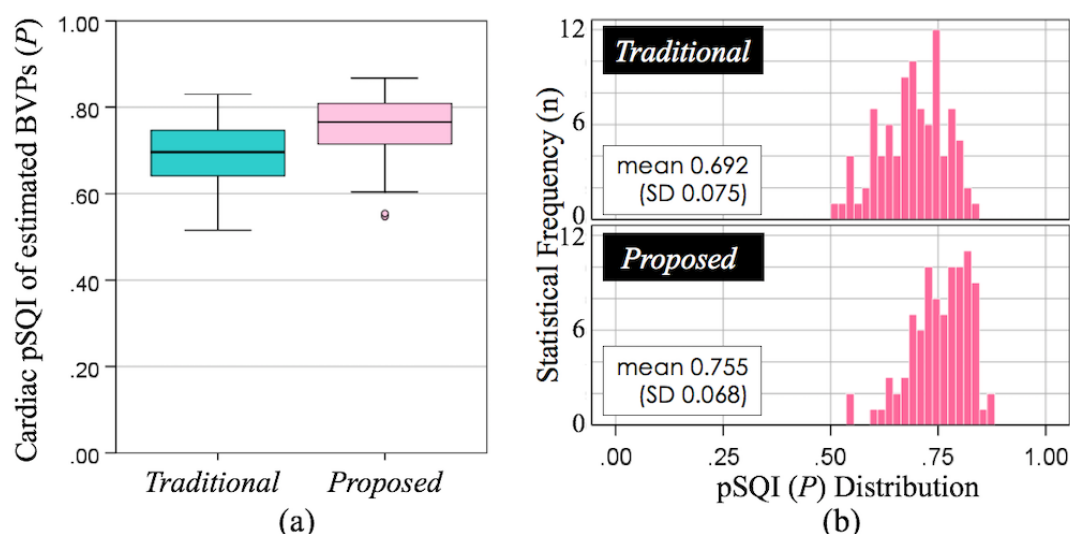 Cardiac pSQI of estimated BVPs (P)
1.00
.80
.60
.40
.20
.00
Traditional
Proposed
(a)
Statistical Frequency (n)
12
6
0
Traditional
mean 0.692
(SD 0.075)
12
6
0
Proposed
mean 0.755
(SD 0.068)
.00
.25
.50
.75
1.00
pSQI (P) Distribution
(b)